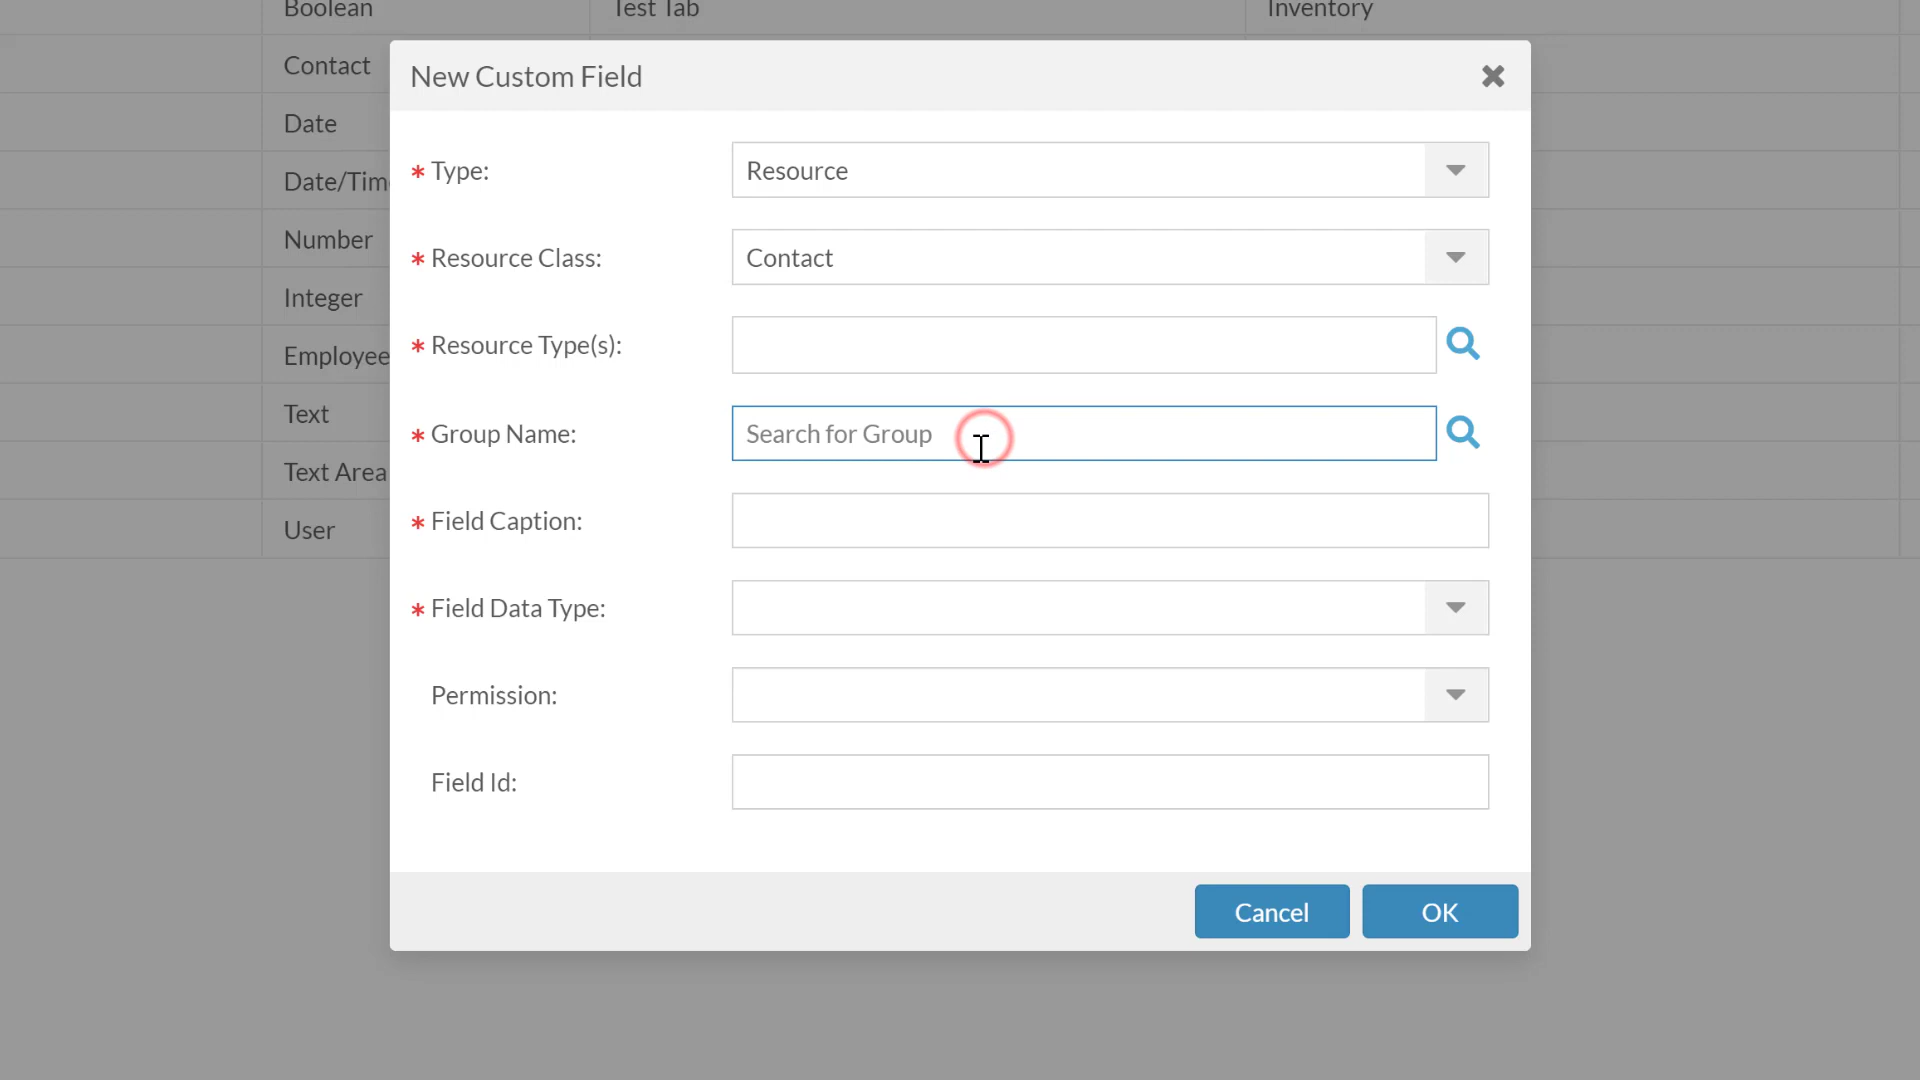 Boolean Test Tab Inventory
New Custom Field
Contact
Date
* Type: Resource
Date/Tim
Number
* Resource Class: Contact
Integer
* Resource Type(s):
Employee
Text
* Group Name: Search for Group
Text Area
* Field Caption:
User
* Field Data Type:
Permission:
Field Id:
Cancel OK